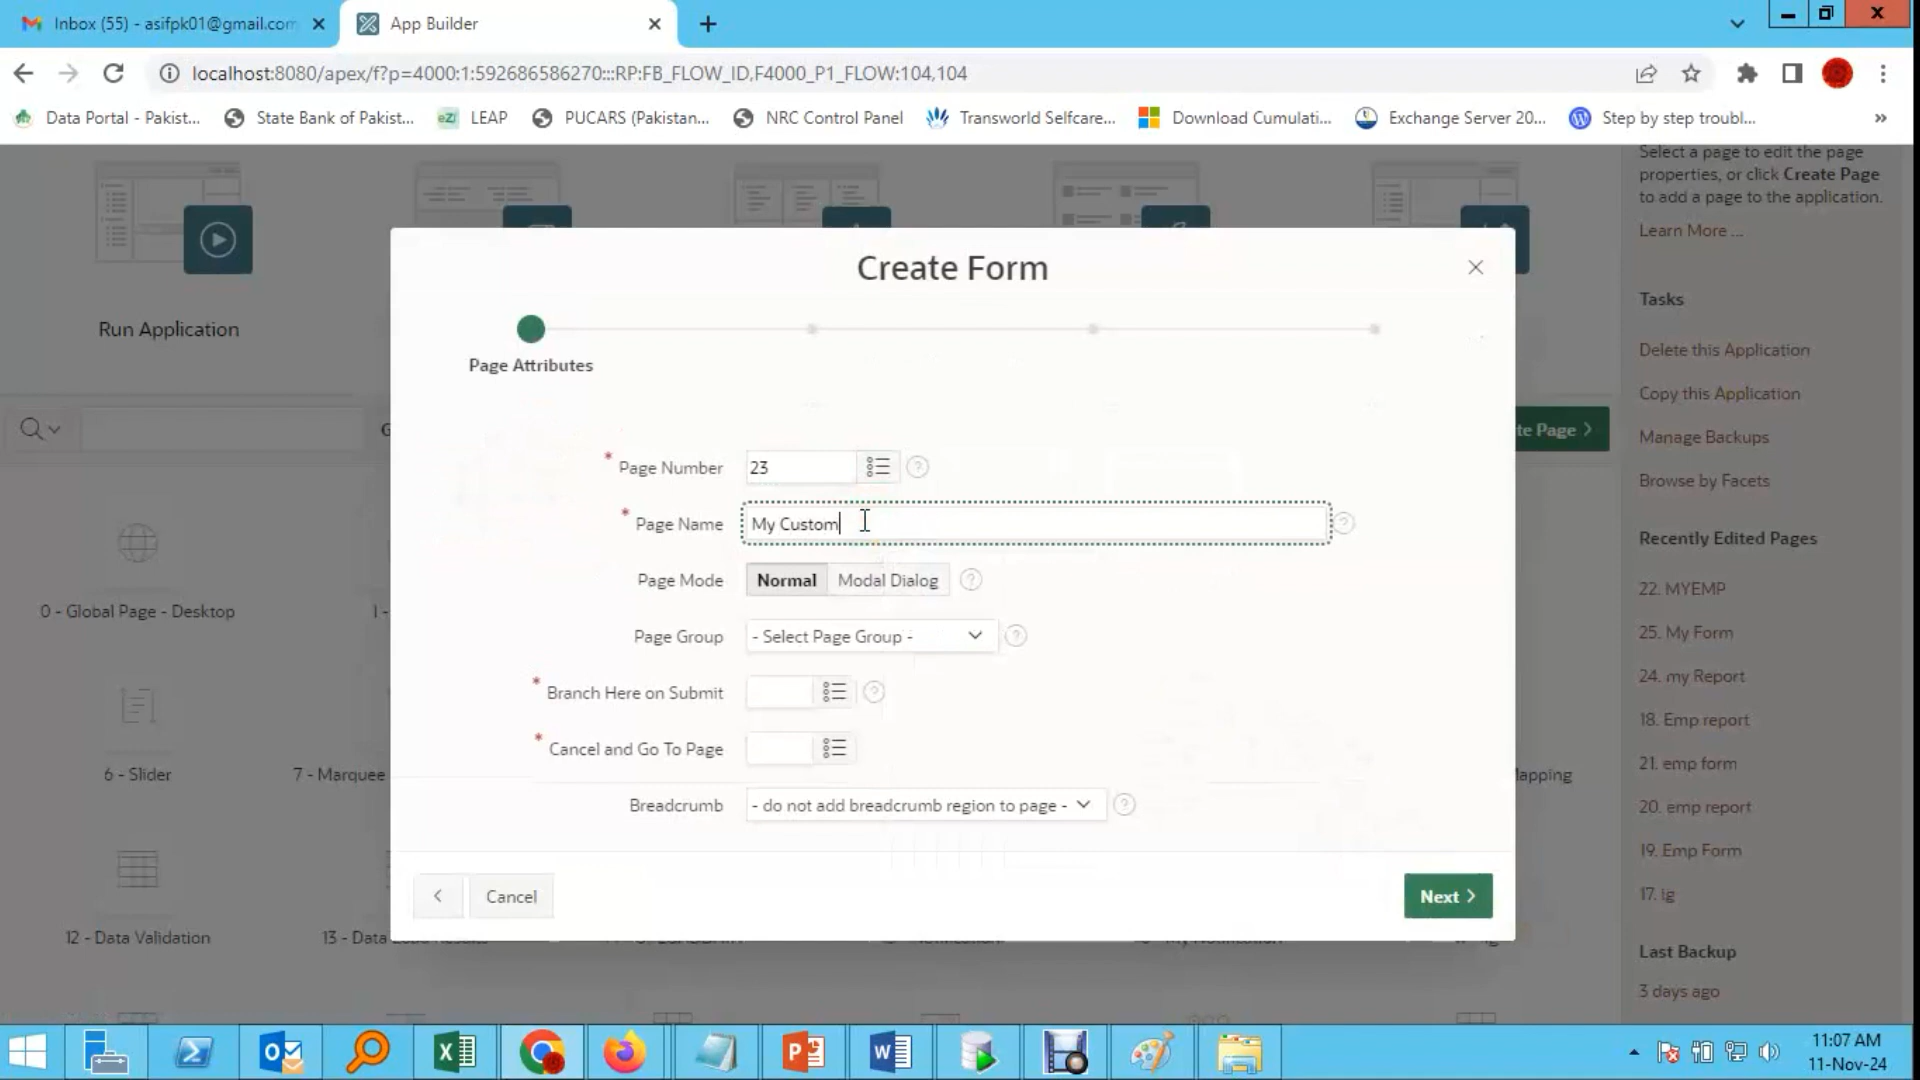 Inbox (55) - asifpk01@gmail.com
App Builder
localhost:8080/apex/f?p=4000:1:592686586270:::RP:FB_FLOW_ID,F4000_P1_FLOW:104,104
Data Portal - Pakist...
State Bank of Pakist...
LEAP
PUCARS (Pakistan...
NRC Control Panel
Transworld Selfcare...
Download Cumulati...
Exchange Server 20...
Step by step troubl...
»
Select a page to edit the page
properties, or click Create Page
to add a page to the application.
Learn More ...
Run Application
Create Form
Page Attributes
* Page Number 23
* Page Name My Custom
Page Mode Normal Modal Dialog
Page Group - Select Page Group -
* Branch Here on Submit
* Cancel and Go To Page
Breadcrumb - do not add breadcrumb region to page -
Cancel
Next
Tasks
Delete this Application
Copy this Application
Manage Backups
Browse by Facets
Recently Edited Pages
22. MYEMP
25. My Form
24. my Report
18. Emp report
21. emp form
20. emp report
19. Emp Form
17. Ig
Last Backup
3 days ago
te Page
0 - Global Page - Desktop
1 -
6 - Slider
7 - Marquee
apping
12 - Data Validation
13 - Data
11:07 AM
11-Nov-24